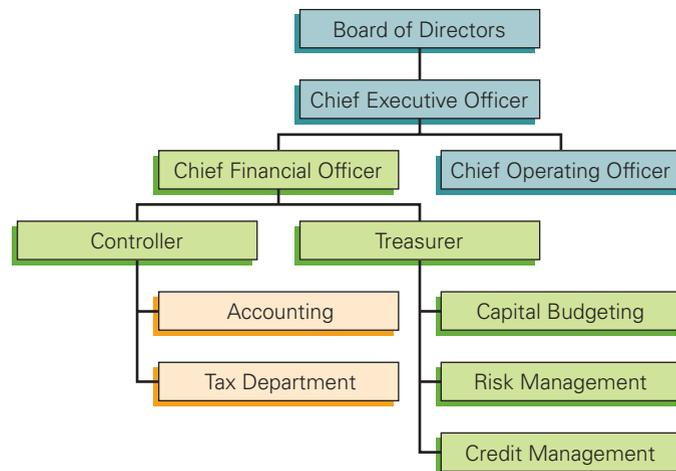 Board of Directors
Chief Executive Officer
Chief Financial Officer
Chief Operating Officer
Controller
Treasurer
Accounting
Capital Budgeting
Tax Department
Risk Management
Credit Management